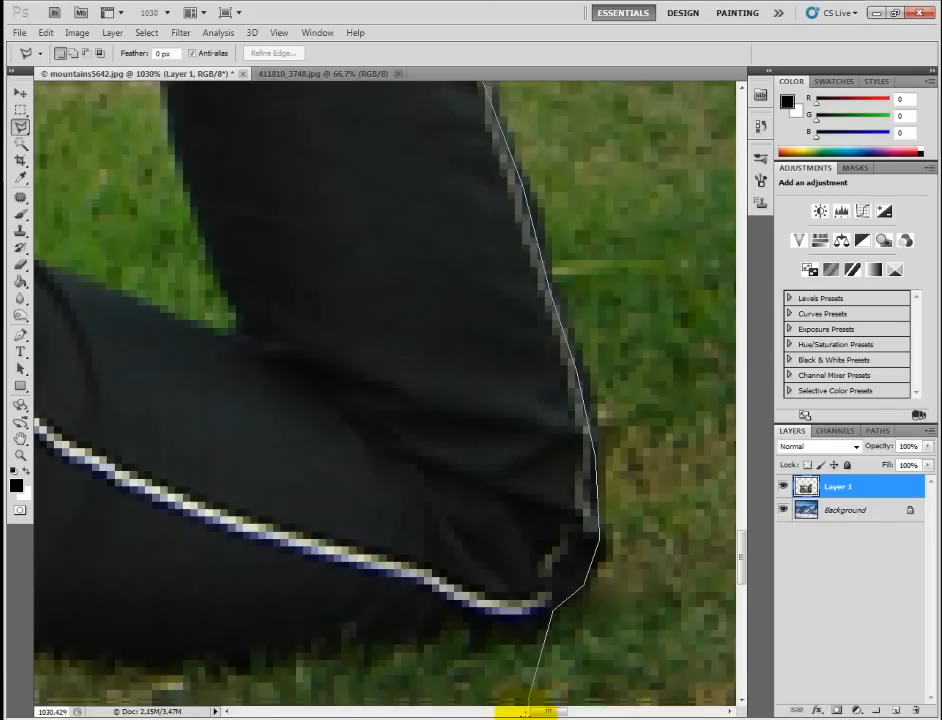 Ps Br Mb 1030 ESSENTIALS DESIGN PAINTING CS Live
File Edit Image Layer Select Filter Analysis 3D View Window Help
Feather: 0 px Anti-alias Refine Edge...
© mountains5642.jpg @ 1030% (Layer 1, RGB/8*) * 411810_3748.jpg @ 66,7% (RGB/8)
COLOR SWATCHES STYLES
R 0
G 0
B 0
ADJUSTMENTS MASKS
Add an adjustment
Levels Presets
Curves Presets
Exposure Presets
Hue/Saturation Presets
Black & White Presets
Channel Mixer Presets
Selective Color Presets
LAYERS CHANNELS PATHS
Normal Opacity: 100%
Lock: Fill: 100%
Layer 1
Background
1030,42% Doc: 2,15M/3,47M